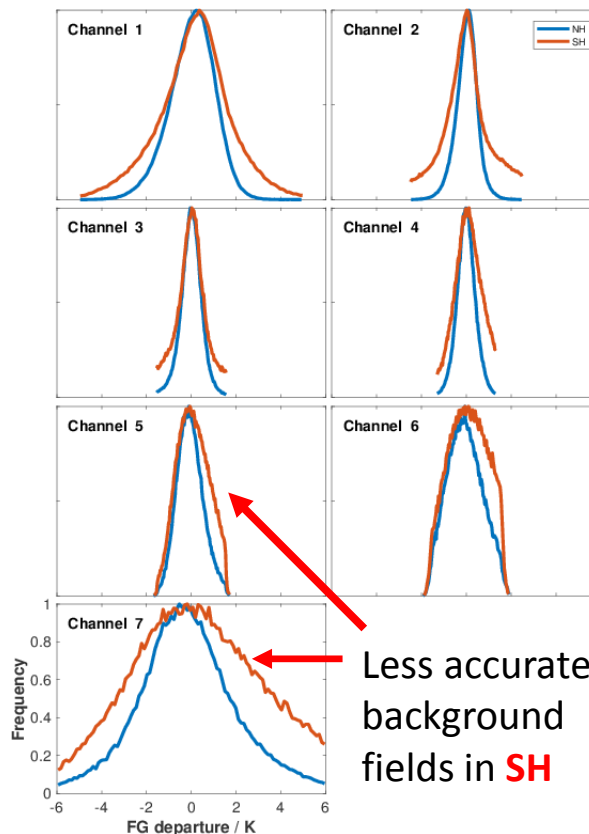 Channel 1
Channel 2
NH
SH
Channel 3
Channel 4
Channel 5
Channel 6
Channel 7
1
0.8
0.6
0.4
0.2
0
Frequency
-6 -4 -2 0 2 4 6
FG departure / K
Less accurate
background
fields in SH